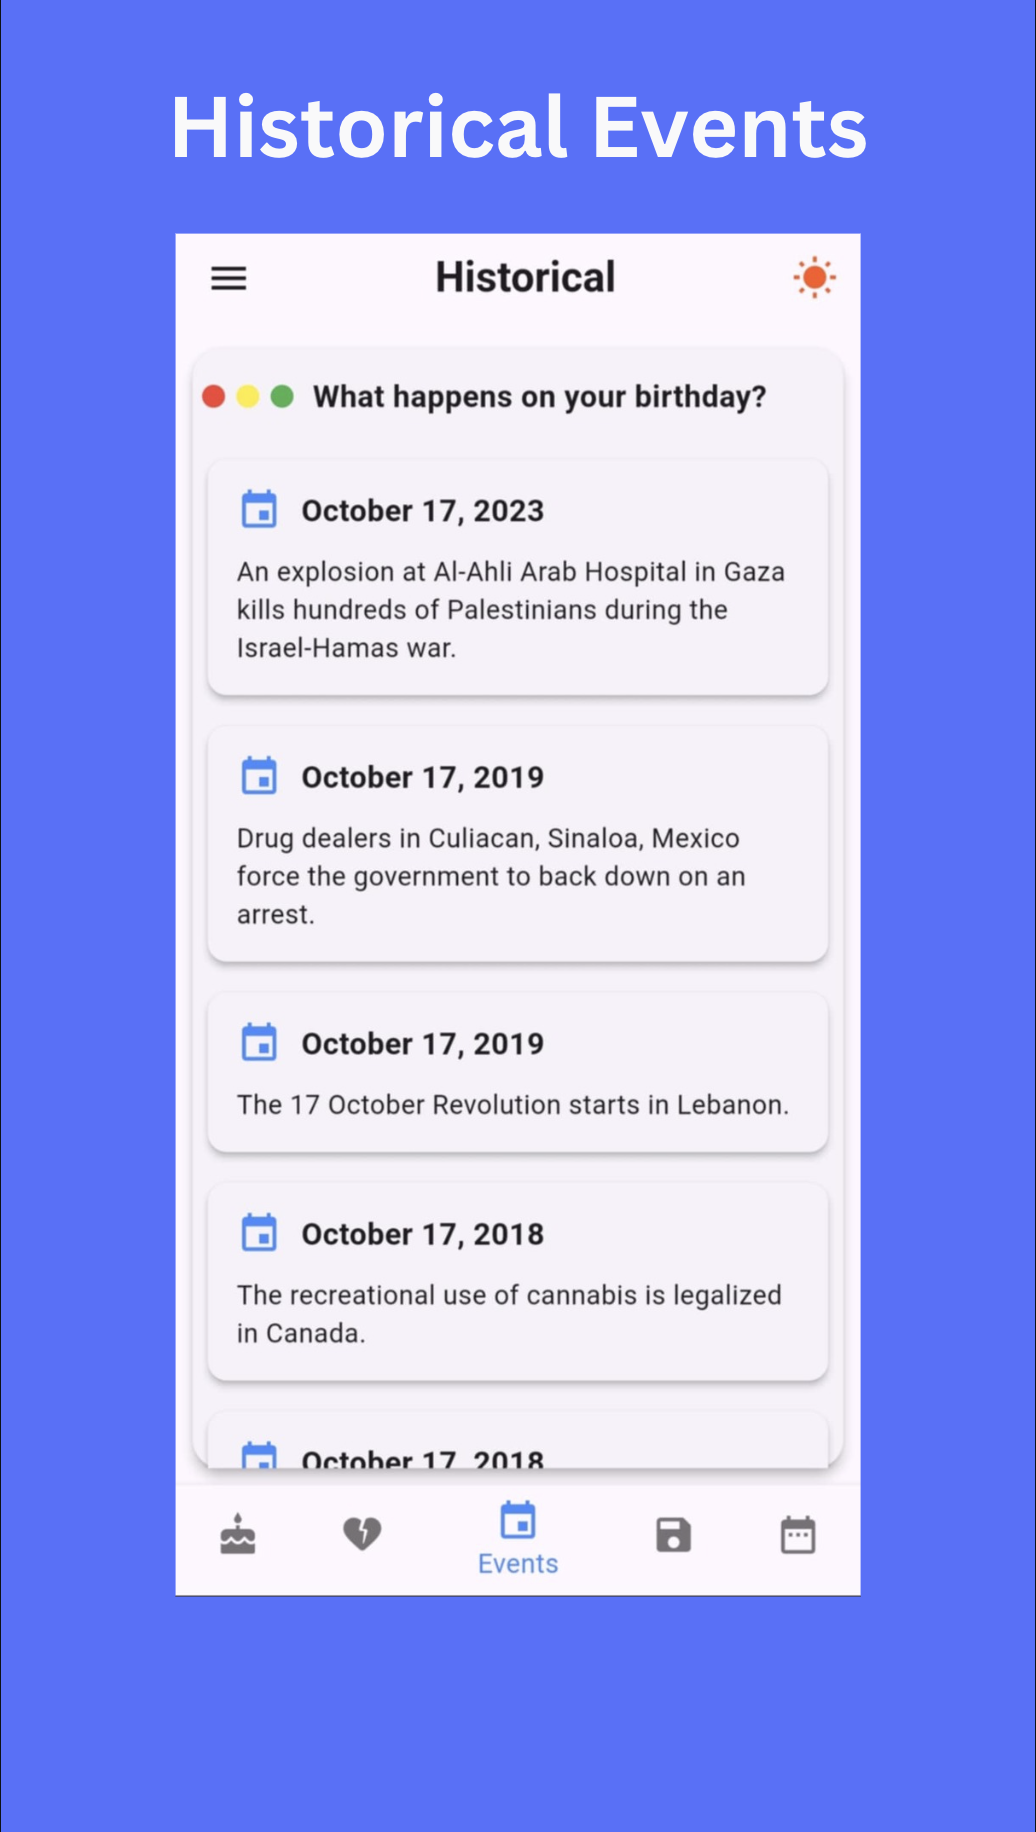 Historical Events
Historical
What happens on your birthday?
October 17, 2023
An explosion at Al-Ahli Arab Hospital in Gaza
kills hundreds of Palestinians during the
Israel-Hamas war.
October 17, 2019
Drug dealers in Culiacan, Sinaloa, Mexico
force the government to back down on an
arrest.
October 17, 2019
The 17 October Revolution starts in Lebanon.
October 17, 2018
The recreational use of cannabis is legalized
in Canada.
October 17, 2018
Events